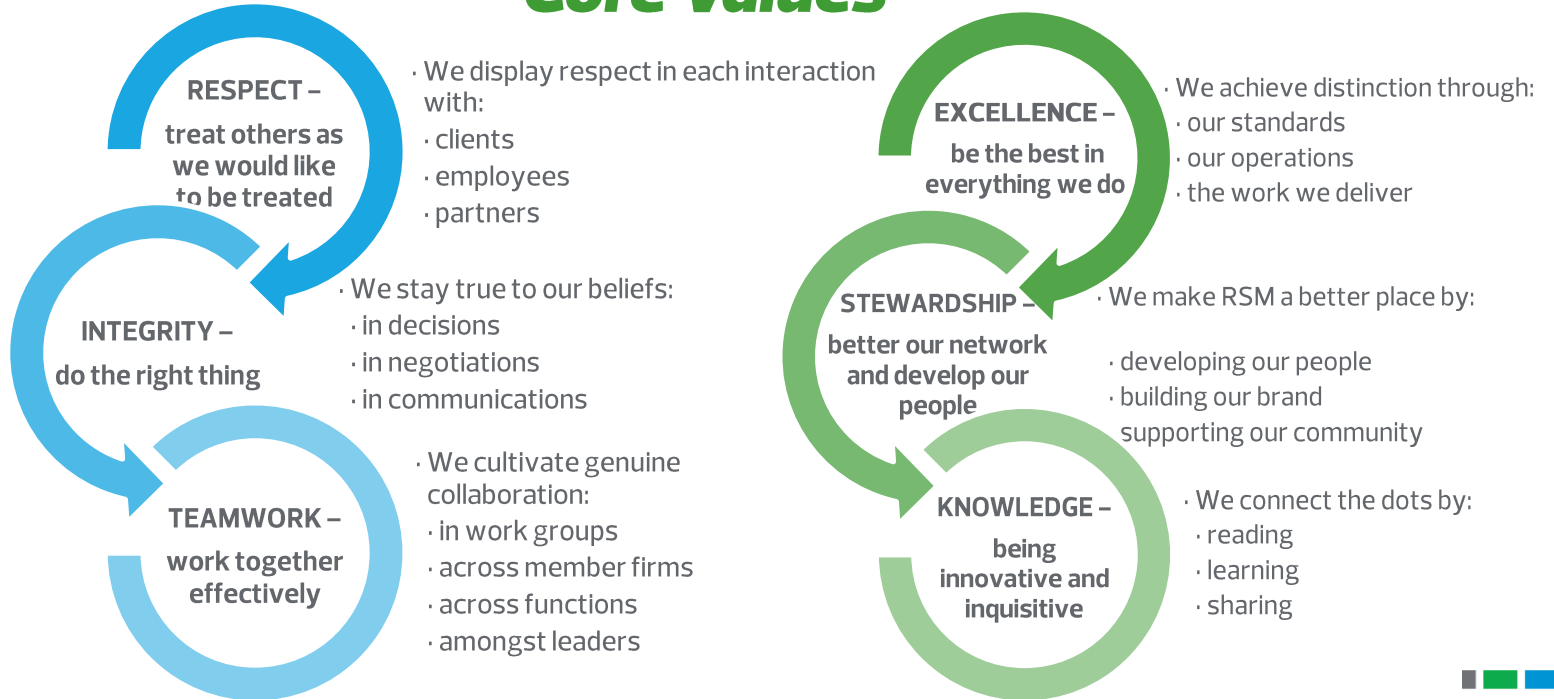 Core Values
RESPECT –
treat others as
we would like
to be treated
· We display respect in each interaction
with:
· clients
· employees
· partners
INTEGRITY –
do the right thing
· We stay true to our beliefs:
· in decisions
· in negotiations
· in communications
TEAMWORK –
work together
effectively
· We cultivate genuine
collaboration:
· in work groups
· across member firms
· across functions
· amongst leaders
EXCELLENCE –
be the best in
everything we do
· We achieve distinction through:
· our standards
· our operations
· the work we deliver
STEWARDSHIP –
better our network
and develop our
people
· We make RSM a better place by:
· developing our people
· building our brand
supporting our community
KNOWLEDGE –
being
innovative and
inquisitive
· We connect the dots by:
· reading
· learning
· sharing